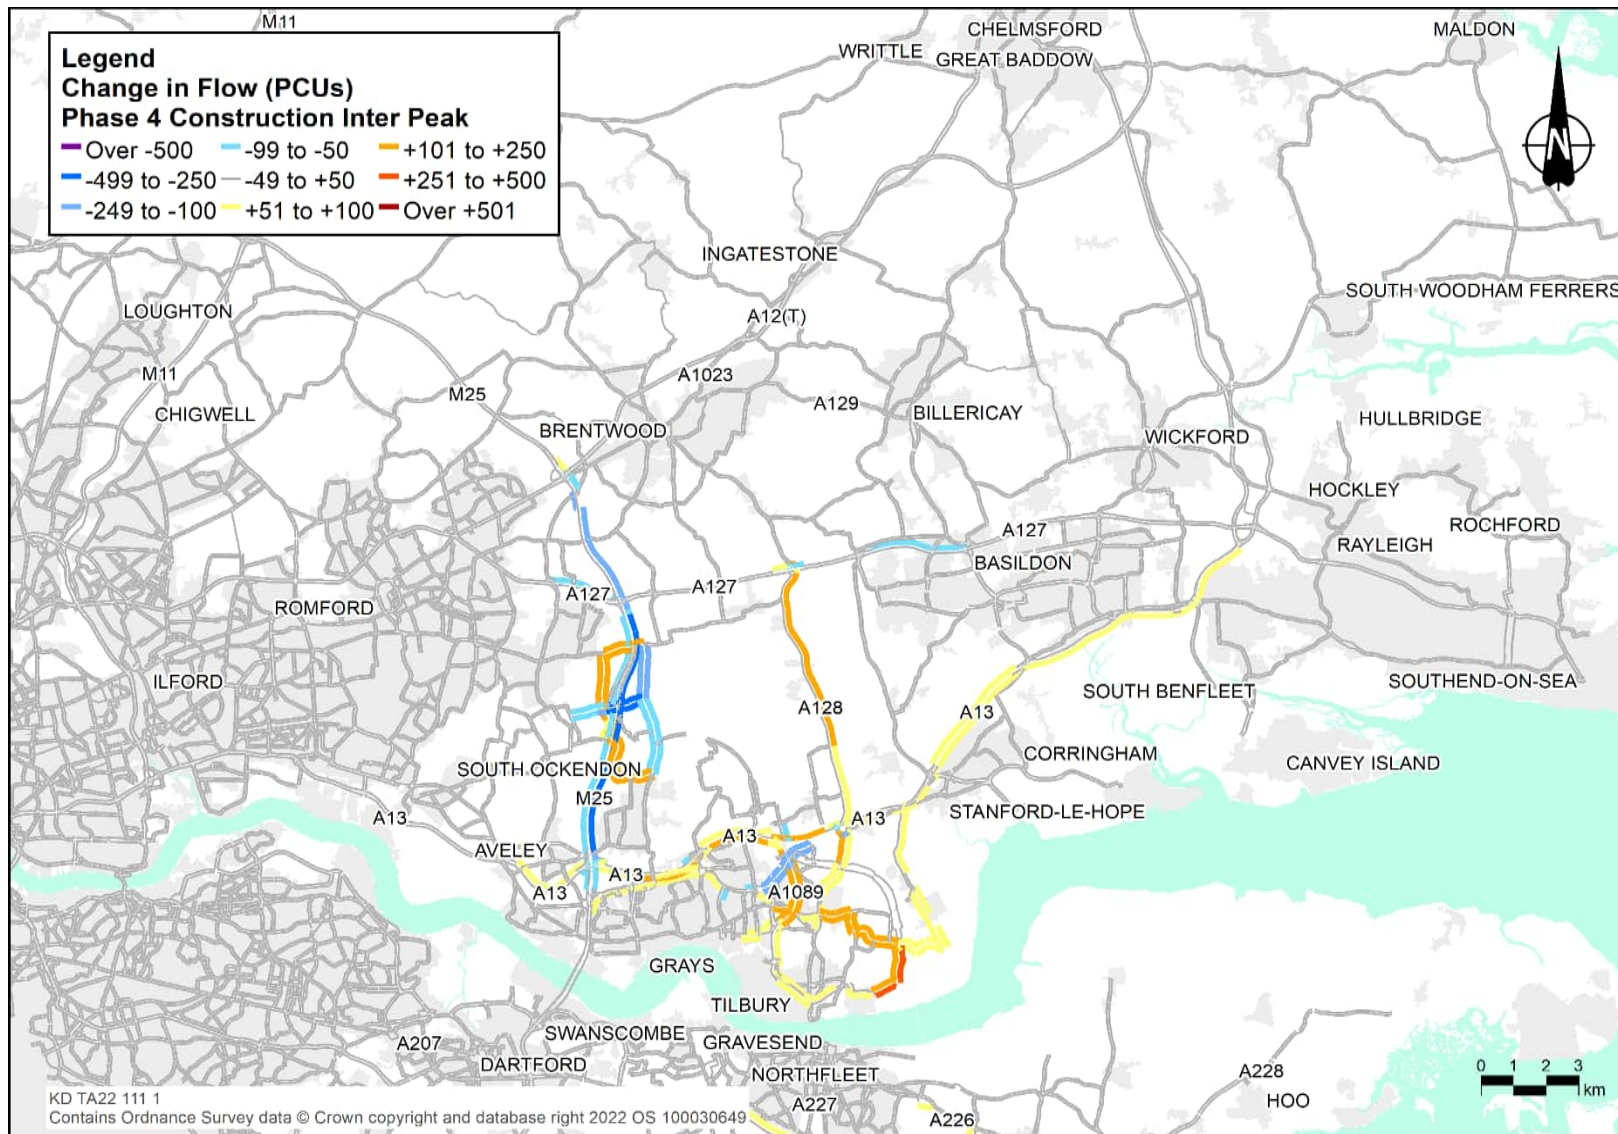 M11
CHELMSFORD
MALDON
WRITTLE
GREAT BADDOW
Legend
Change in Flow (PCUs)
Phase 4 Construction Inter Peak
Over -500 -99 to -50 +101 to +250
-499 to -250 -49 to +50 +251 to +500
-249 to -100 +51 to +100 Over +501
N
INGATESTONE
SOUTH WOODHAM FERRERS
LOUGHTON
A12(T)
M11
A1023
M25
CHIGWELL
A129
BILLERICAY
HULLBRIDGE
BRENTWOOD
WICKFORD
HOCKLEY
ROCHFORD
A127
RAYLEIGH
BASILDON
A127
A127
ROMFORD
ILFORD
SOUTH BENFLEET
SOUTHEND-ON-SEA
A128
A13
CORRINGHAM
CANVEY ISLAND
SOUTH OCKENDON
M25
A13
A13
STANFORD-LE-HOPE
A13
AVELEY
A13
A13
A1089
GRAYS
TILBURY
SWANSCOMBE
A207
GRAVESEND
DARTFORD
NORTHFLEET
A228
0 1 2 3
km
KD TA22 111 1
HOO
A227
Contains Ordnance Survey data © Crown copyright and database right 2022 OS 100030649
A226